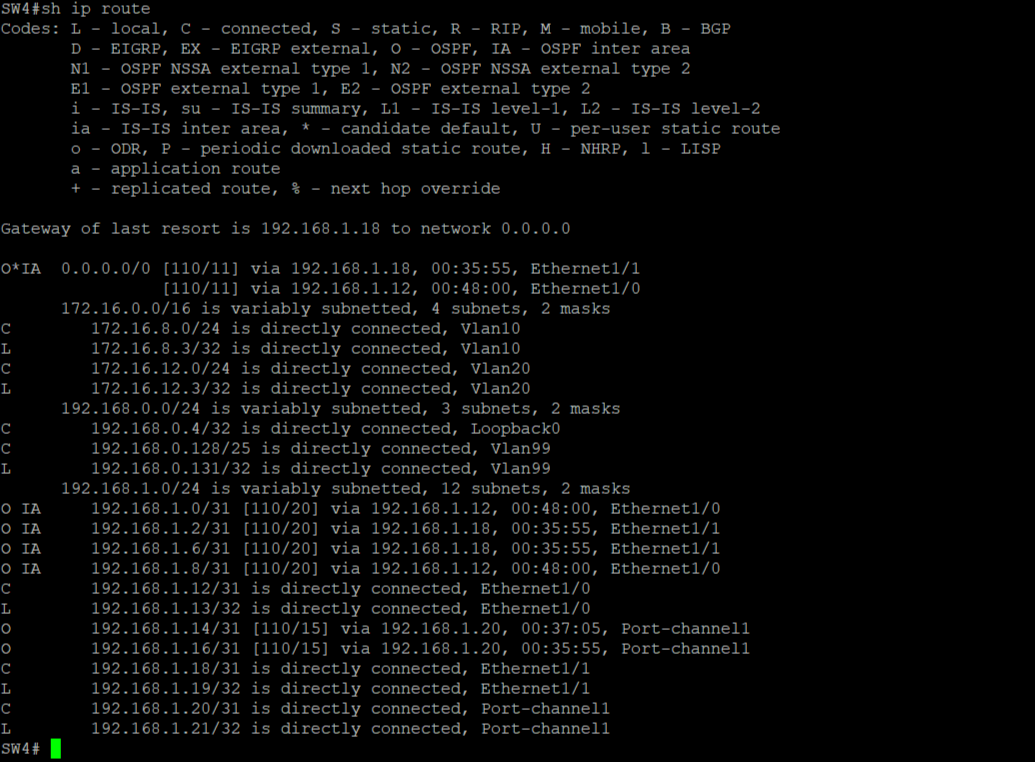 SW4#sh ip route
Codes: L - local, C - connected, S - static, R - RIP, M - mobile, B - BGP
       D - EIGRP, EX - EIGRP external, O - OSPF, IA - OSPF inter area
       N1 - OSPF NSSA external type 1, N2 - OSPF NSSA external type 2
       E1 - OSPF external type 1, E2 - OSPF external type 2
       i - IS-IS, su - IS-IS summary, L1 - IS-IS level-1, L2 - IS-IS level-2
       ia - IS-IS inter area, * - candidate default, U - per-user static route
       o - ODR, P - periodic downloaded static route, H - NHRP, l - LISP
       a - application route
       + - replicated route, % - next hop override

Gateway of last resort is 192.168.1.18 to network 0.0.0.0

O*IA  0.0.0.0/0 [110/11] via 192.168.1.18, 00:35:55, Ethernet1/1
                [110/11] via 192.168.1.12, 00:48:00, Ethernet1/0
      172.16.0.0/16 is variably subnetted, 4 subnets, 2 masks
C        172.16.8.0/24 is directly connected, Vlan10
L        172.16.8.3/32 is directly connected, Vlan10
C        172.16.12.0/24 is directly connected, Vlan20
L        172.16.12.3/32 is directly connected, Vlan20
      192.168.0.0/24 is variably subnetted, 3 subnets, 2 masks
C        192.168.0.4/32 is directly connected, Loopback0
C        192.168.0.128/25 is directly connected, Vlan99
L        192.168.0.131/32 is directly connected, Vlan99
      192.168.1.0/24 is variably subnetted, 12 subnets, 2 masks
O IA     192.168.1.0/31 [110/20] via 192.168.1.12, 00:48:00, Ethernet1/0
O IA     192.168.1.2/31 [110/20] via 192.168.1.18, 00:35:55, Ethernet1/1
O IA     192.168.1.6/31 [110/20] via 192.168.1.18, 00:35:55, Ethernet1/1
O IA     192.168.1.8/31 [110/20] via 192.168.1.12, 00:48:00, Ethernet1/0
C        192.168.1.12/31 is directly connected, Ethernet1/0
L        192.168.1.13/32 is directly connected, Ethernet1/0
O        192.168.1.14/31 [110/15] via 192.168.1.20, 00:37:05, Port-channel1
O        192.168.1.16/31 [110/15] via 192.168.1.20, 00:35:55, Port-channel1
C        192.168.1.18/31 is directly connected, Ethernet1/1
L        192.168.1.19/32 is directly connected, Ethernet1/1
C        192.168.1.20/31 is directly connected, Port-channel1
L        192.168.1.21/32 is directly connected, Port-channel1
SW4#